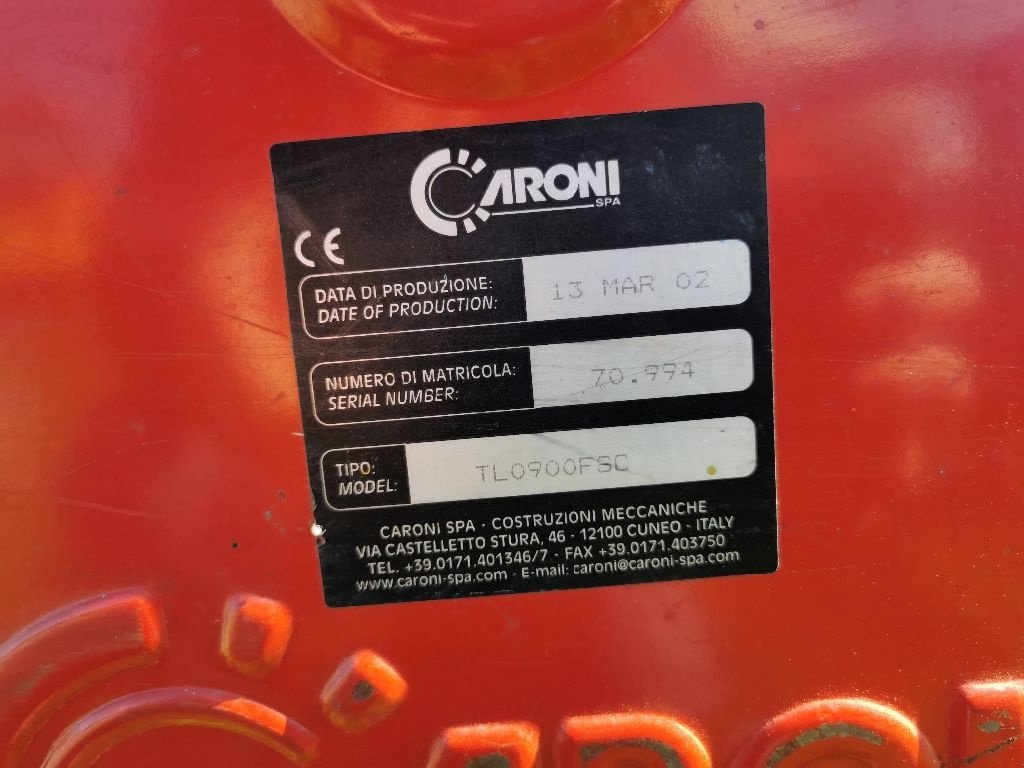 CARONI
SPA
CE
DATA DI PRODUZIONE:
DATE OF PRODUCTION:
13 MAR 02
NUMERO DI MATRICOLA:
SERIAL NUMBER:
70.994
TIPO:
MODEL:
TL0900FSC
CARONI SPA - COSTRUZIONI MECCANICHE
VIA CASTELLETTO STURA, 46 - 12100 CUNEO - ITALY
TEL. +39.0171.401346/7 - FAX +39.0171.403750
www.caroni-spa.com - E-mail: caroni@caroni-spa.com